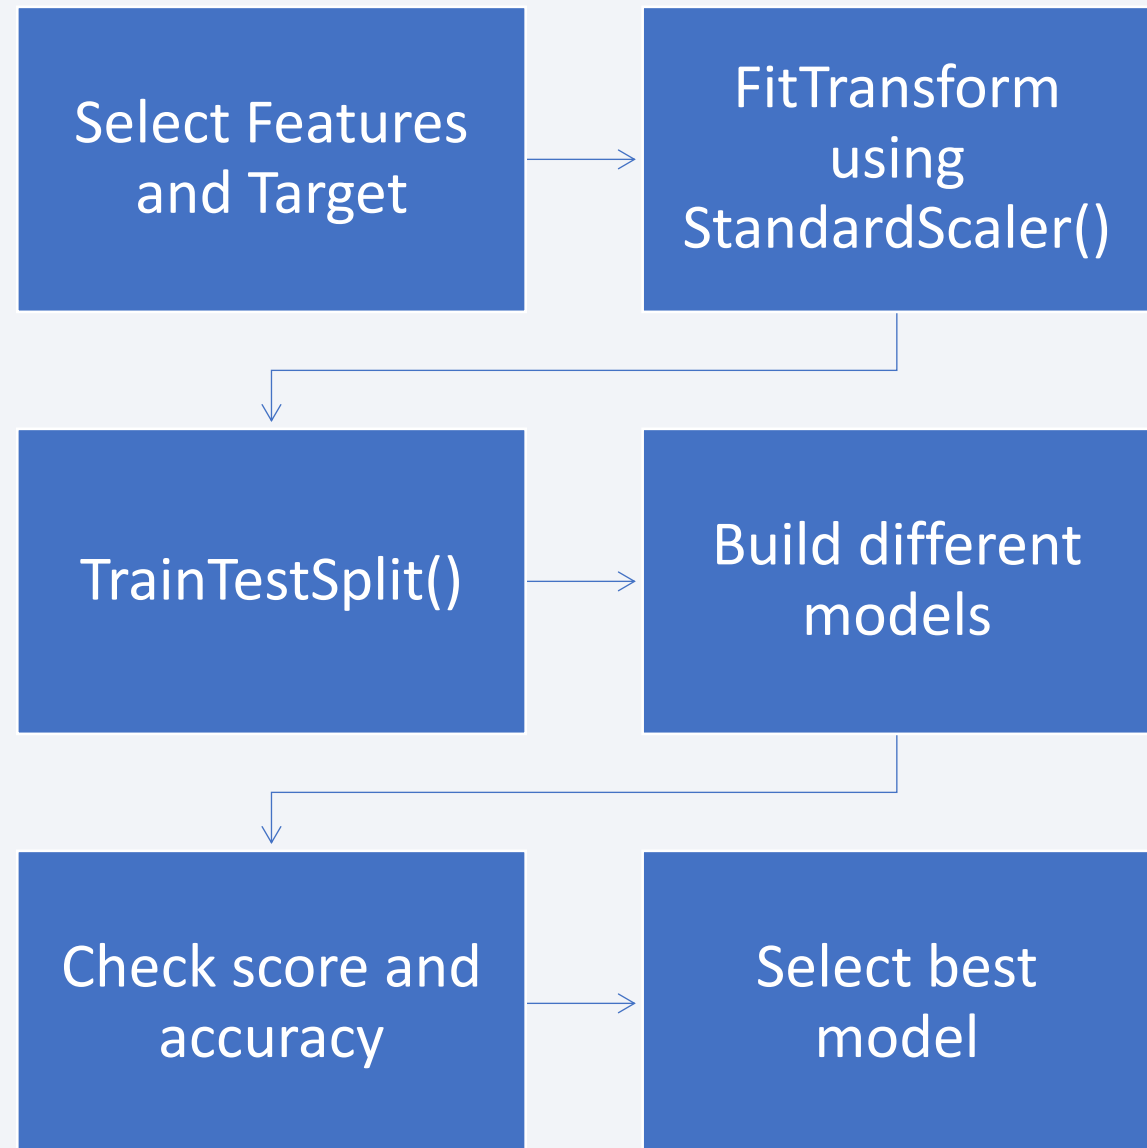 Select Features
and Target
FitTransform
using
StandardScaler()
TrainTestSplit()
Build different
models
Check score and
accuracy
Select best
model